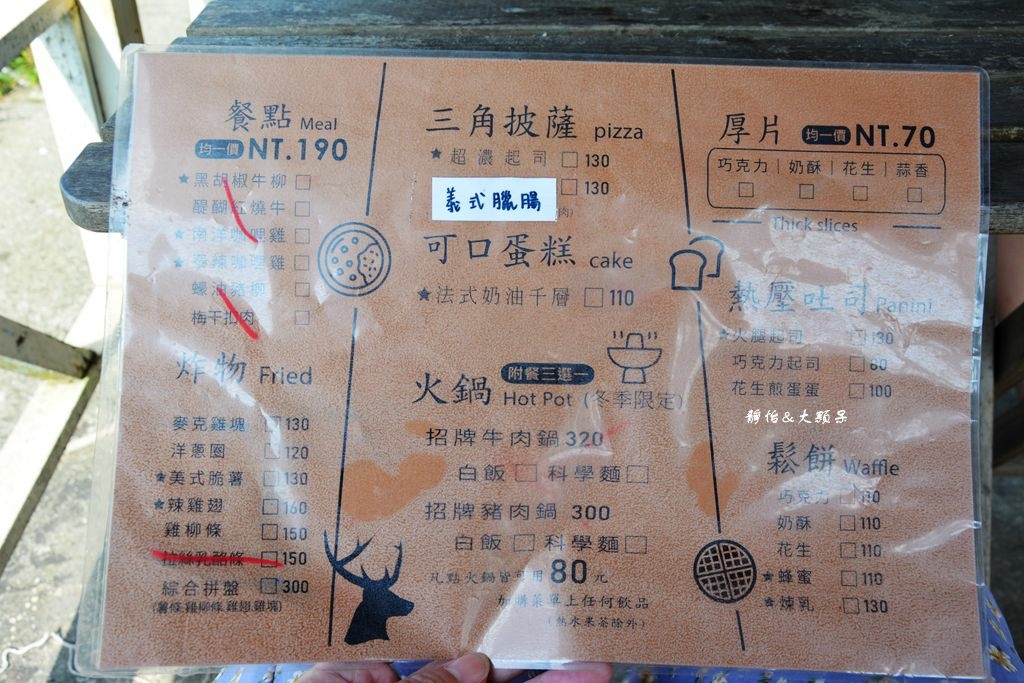 餐點 Meal
均一價 NT.190
★黑胡椒牛柳 □
醍醐紅燒牛 □
★南洋咖哩雞 □
★泰辣咖哩雞 □
蠔油豬柳 □
梅干扣肉 □
炸物 Fried
麥克雞塊 □130
洋蔥圈 □120
★美式脆薯 □130
★辣雞翅 □160
雞柳條 □150
拉絲乳酪條 □150
綜合拼盤 □300
(薯條.雞柳條.雞翅.雞塊)
三角披薩 pizza
★超濃起司 □130
義式臘腸 □130
肉)
可口蛋糕 cake
★法式奶油千層 □110
附餐三選一
火鍋 Hot Pot (冬季限定)
招牌牛肉鍋 320
白飯 □ 科學麵 □
招牌豬肉鍋 300
白飯 □ 科學麵 □
凡點火鍋皆可用 80 元
加購菜單上任何飲品
(熱水果茶除外)
厚片 均一價 NT.70
巧克力 | 奶酥 | 花生 | 蒜香
□ □ □ □
Thick slices
熱壓吐司 Panini
★火腿起司 □130
巧克力起司 □80
花生煎蛋蛋 □100
靜怡&大顆呆
鬆餅 Waffle
巧克力 □110
奶酥 □110
花生 □110
★蜂蜜 □110
★煉乳 □130